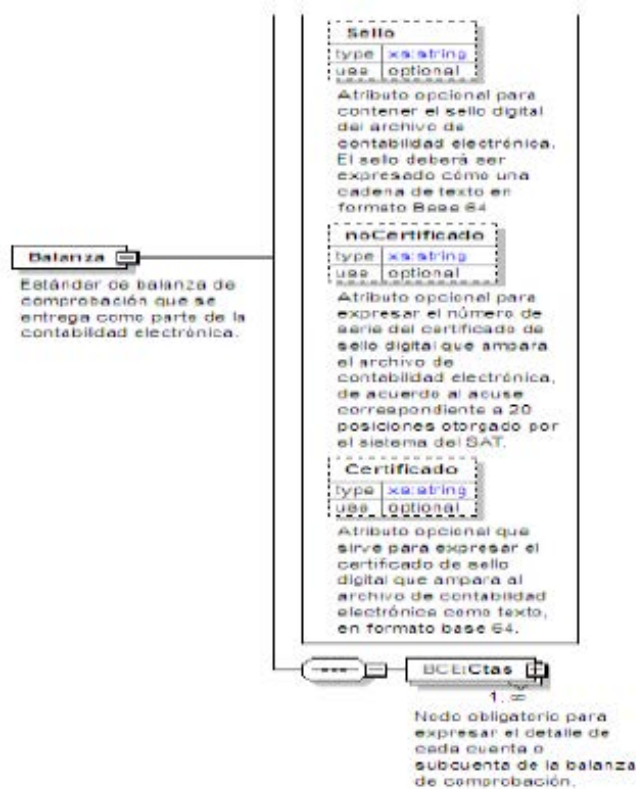 Sello
type xs:string
use optional
Atributo opcional para
contener el sello digital
del archivo de
contabilidad electrónica.
El sello deberá ser
expresado cómo una
cadena de texto en
formato Base 64
noCertificado
type xs:string
use optional
Atributo opcional para
expresar el número de
serie del certificado de
sello digital que ampara
el archivo de
contabilidad electrónica,
de acuerdo al acuse
correspondiente a 20
posiciones otorgado por
el sistema del SAT.
Certificado
type xs:string
use optional
Atributo opcional que
sirve para expresar el
certificado de sello
digital que ampara al
archivo de contabilidad
electrónica como texto,
en formato base 64.
Balanza
Estándar de balanza de
comprobación que se
entrega como parte de la
contabilidad electrónica.
BCE:Ctas
1..∞
Nodo obligatorio para
expresar el detalle de
cada cuenta o
subcuenta de la balanza
de comprobación.